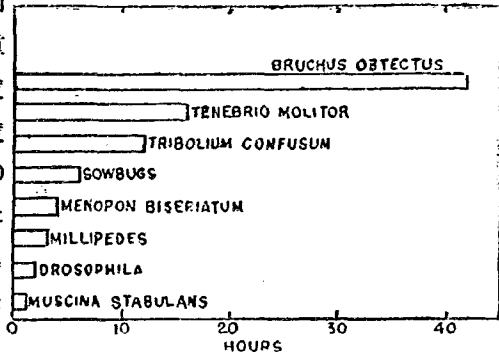 BRUCHUS OBTECTUS
TENEBRIO MOLITOR
TRIBOLIUM CONFUSUM
SOWBUGS
MENOPON BISERIATUM
MILLIPEDES
DROSOPHILA
MUSCINA STABULANS
0 10 20 30 40
HOURS